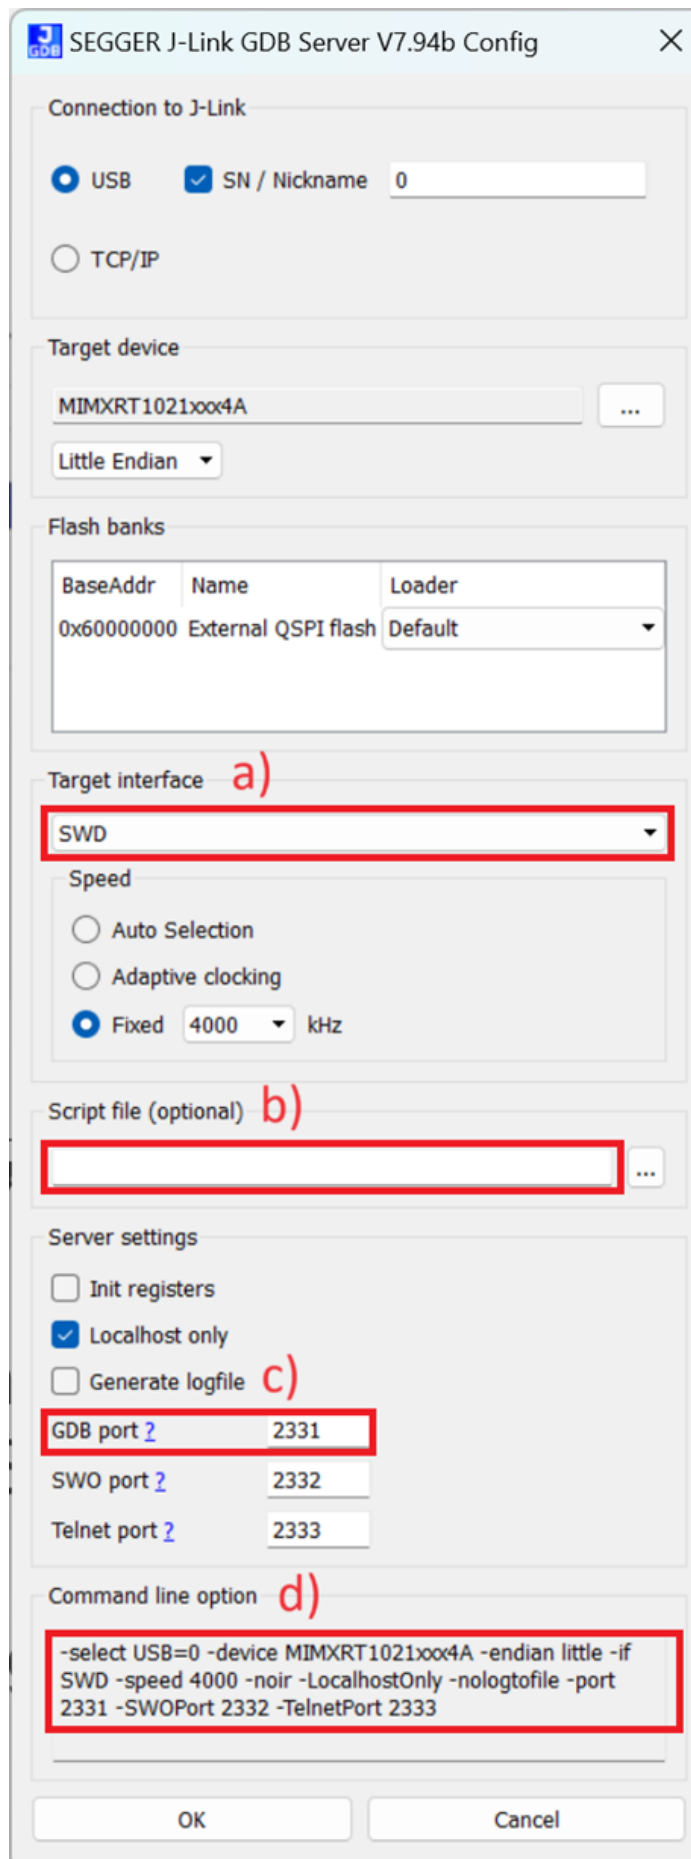 J
GDB
SEGGER J-Link GDB Server V7.94b Config
Connection to J-Link
USB SN / Nickname 0
TCP/IP
Target device
MIMXRT1021xxx4A ...
Little Endian
Flash banks
BaseAddr Name Loader
0x60000000 External QSPI flash Default
Target interface a)
SWD
Speed
Auto Selection
Adaptive clocking
Fixed 4000 kHz
Script file (optional) b)
...
Server settings
Init registers
Localhost only
Generate logfile c)
GDB port ? 2331
SWO port ? 2332
Telnet port ? 2333
Command line option d)
-select USB=0 -device MIMXRT1021xxx4A -endian little -if
SWD -speed 4000 -noir -LocalhostOnly -nologtofile -port
2331 -SWOPort 2332 -TelnetPort 2333
OK Cancel